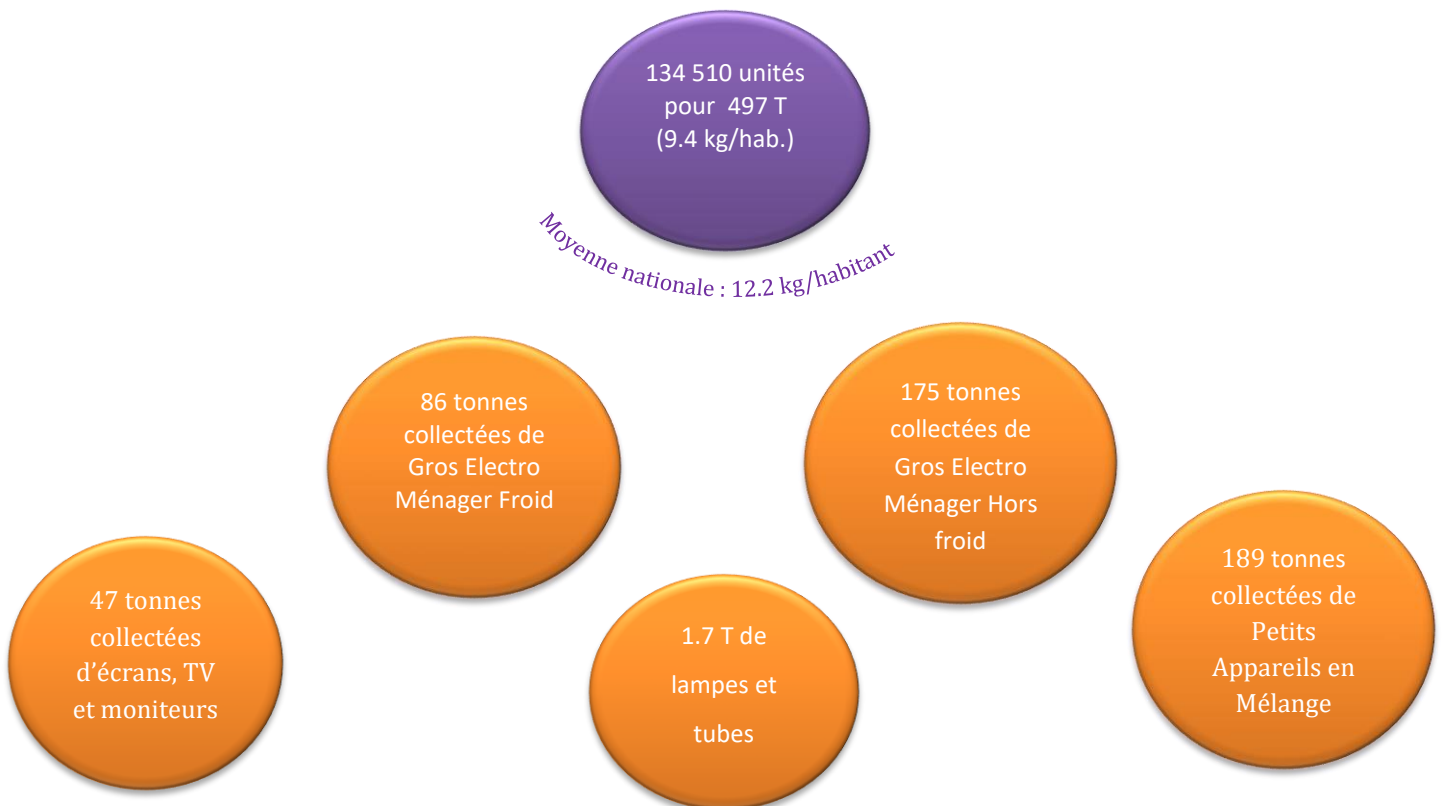 134 510 unités
pour 497 T
(9.4 kg/hab.)
Moyenne nationale : 12.2 kg/habitant
86 tonnes
collectées de
Gros Electro
Ménager Froid
175 tonnes
collectées de
Gros Electro
Ménager Hors
froid
47 tonnes
collectées
d’écrans, TV
et moniteurs
1.7 T de
lampes et
tubes
189 tonnes
collectées de
Petits
Appareils en
Mélange